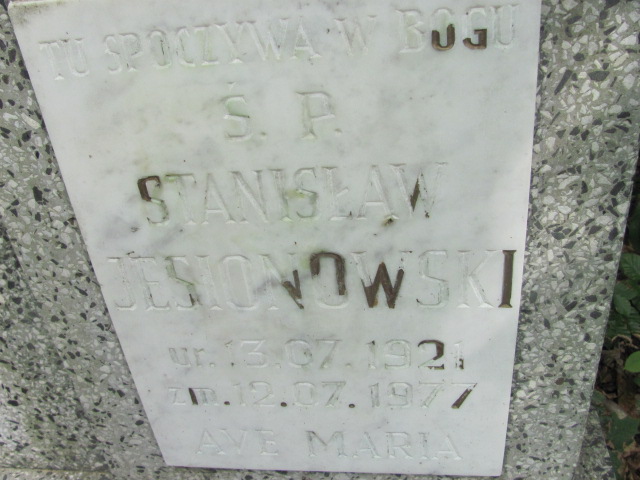 TU SPOCZYWA W BOGU
Ś. P.
STANISŁAW
JESIONOWSKI
ur. 13.07. 1921
zm. 12.07. 1977
AVE MARIA